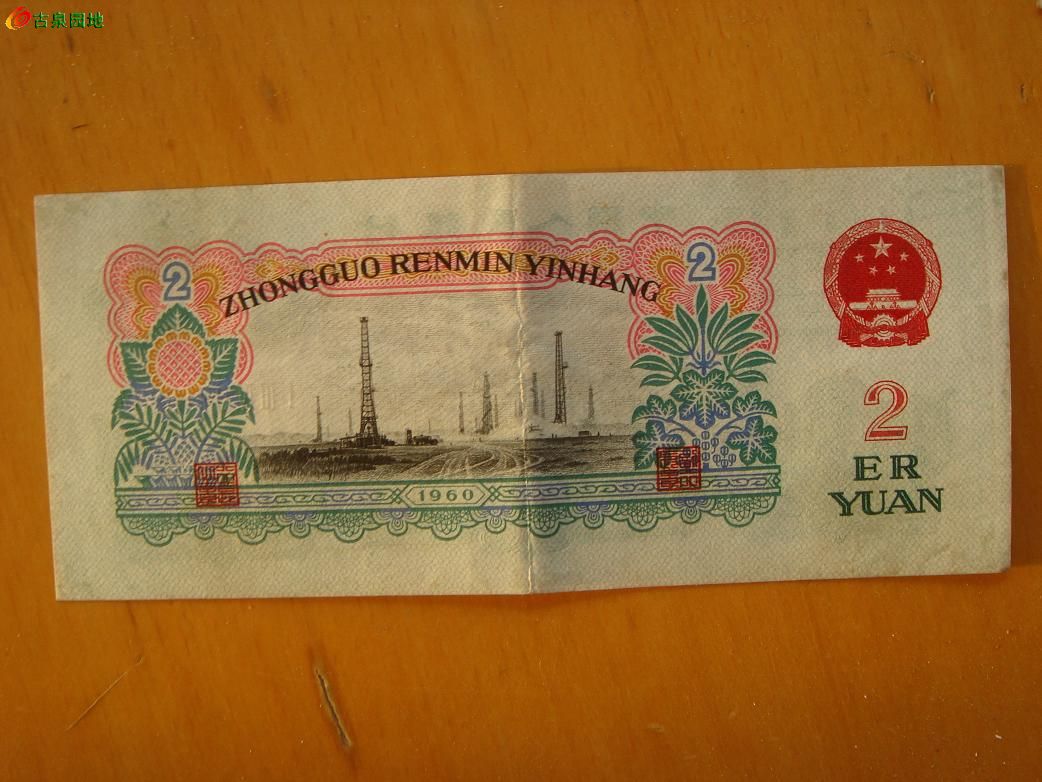 古泉园地
2 2
ZHONGGUO RENMIN YINHANG
1960
2
ER
YUAN